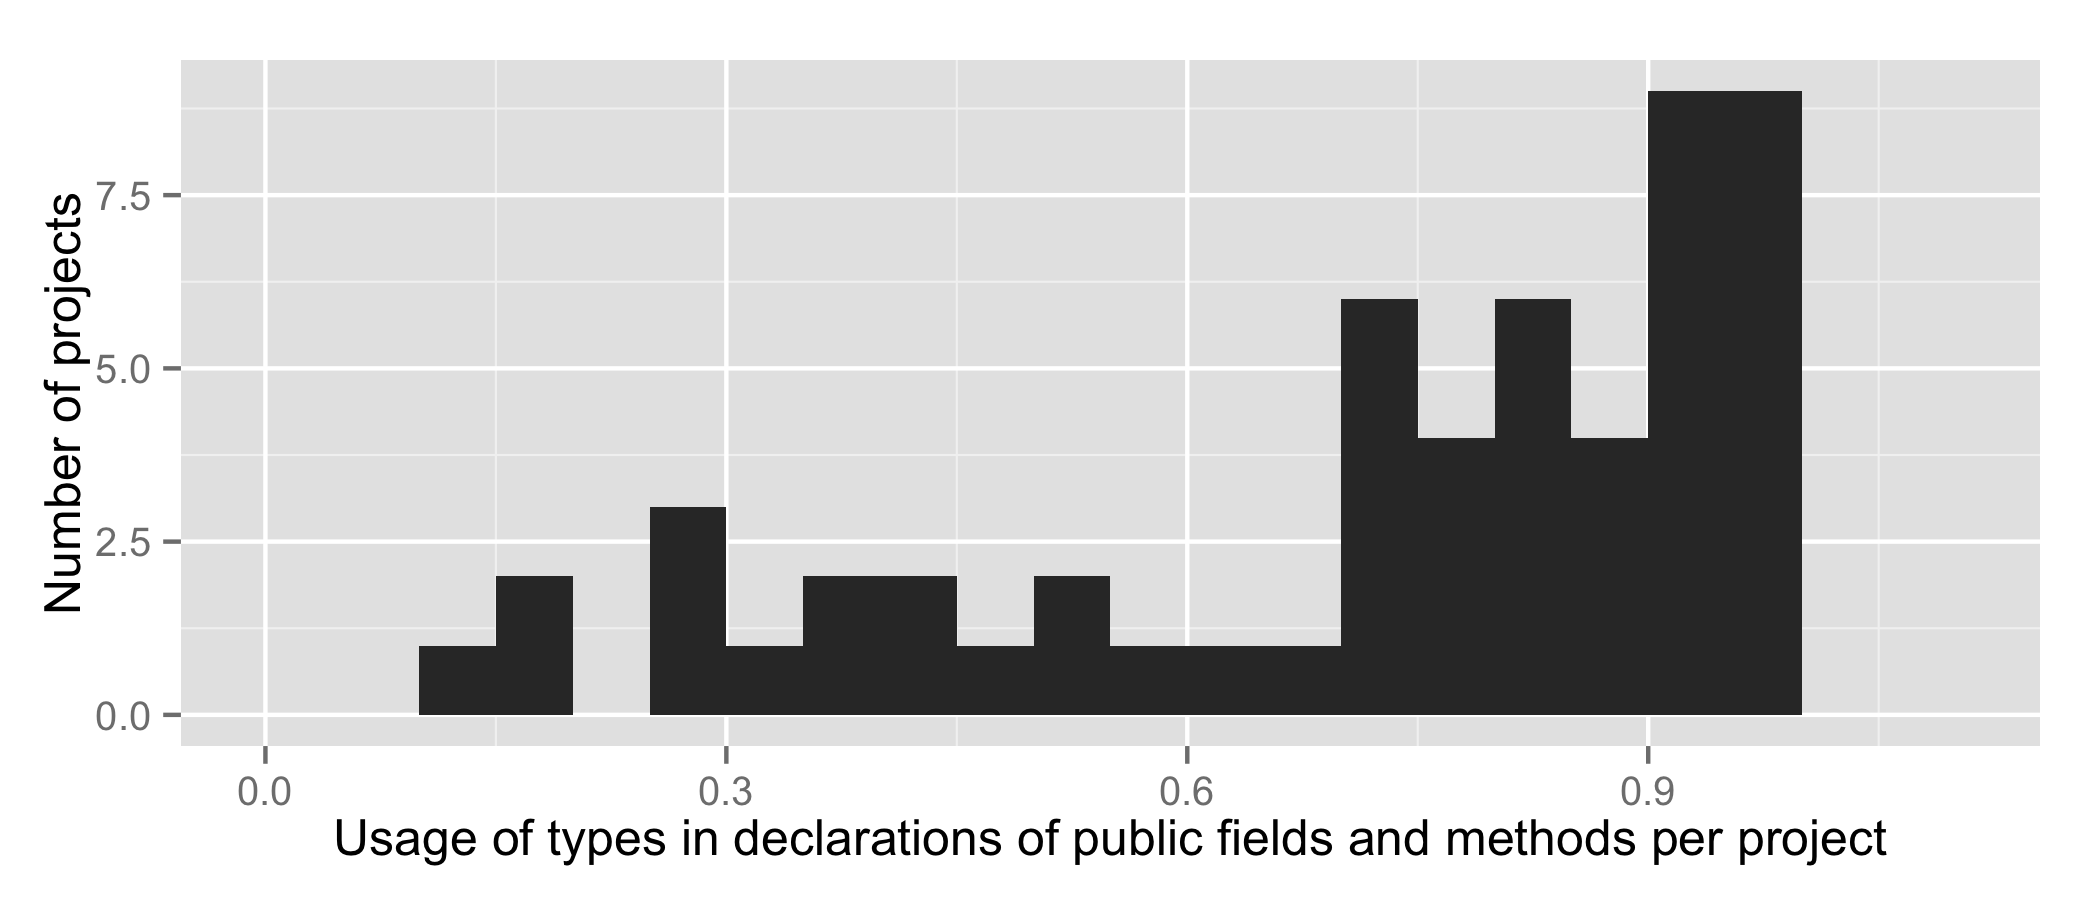 Number of projects
7.5
5.0
2.5
0.0
0.0 0.3 0.6 0.9
Usage of types in declarations of public fields and methods per project